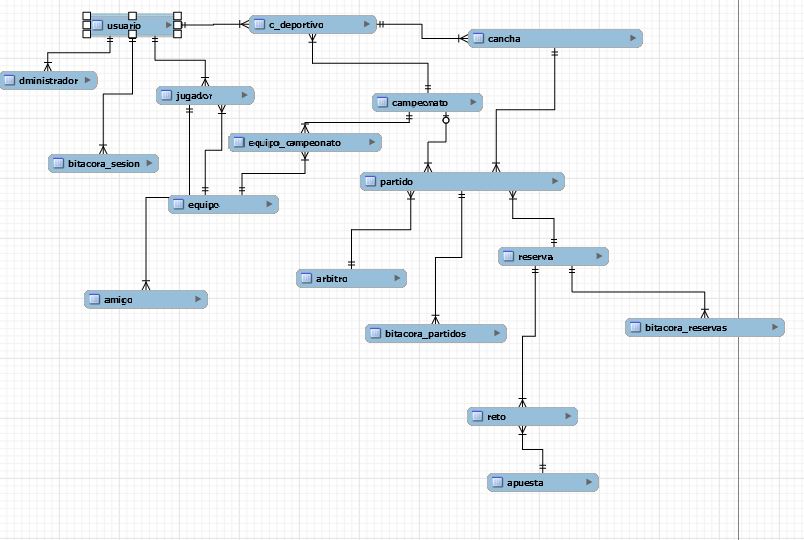 usuario
c_deportivo
cancha
dministrador
jugador
campeonato
equipo_campeonato
bitacora_sesion
partido
equipo
reserva
arbitro
amigo
bitacora_partidos
bitacora_reservas
reto
apuesta